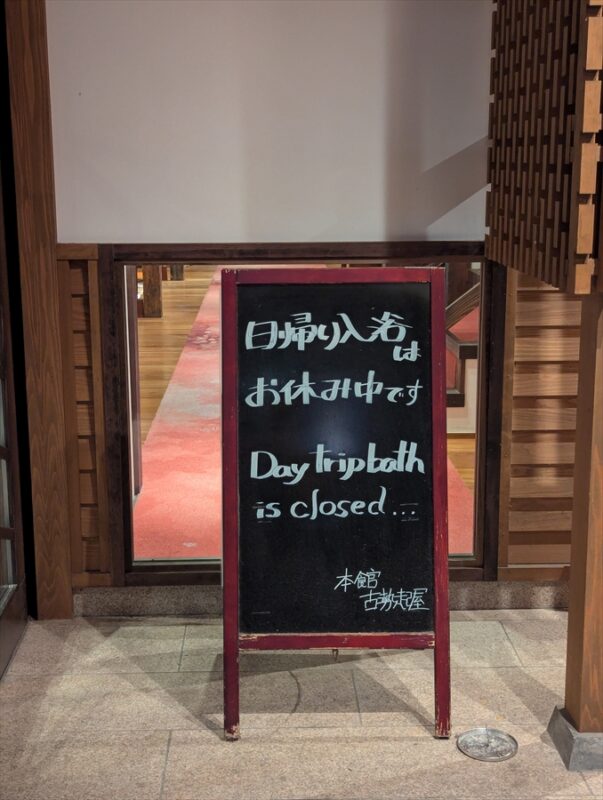 日帰り入浴は
お休み中です
Day trip bath
is closed...
本館
古勢起屋